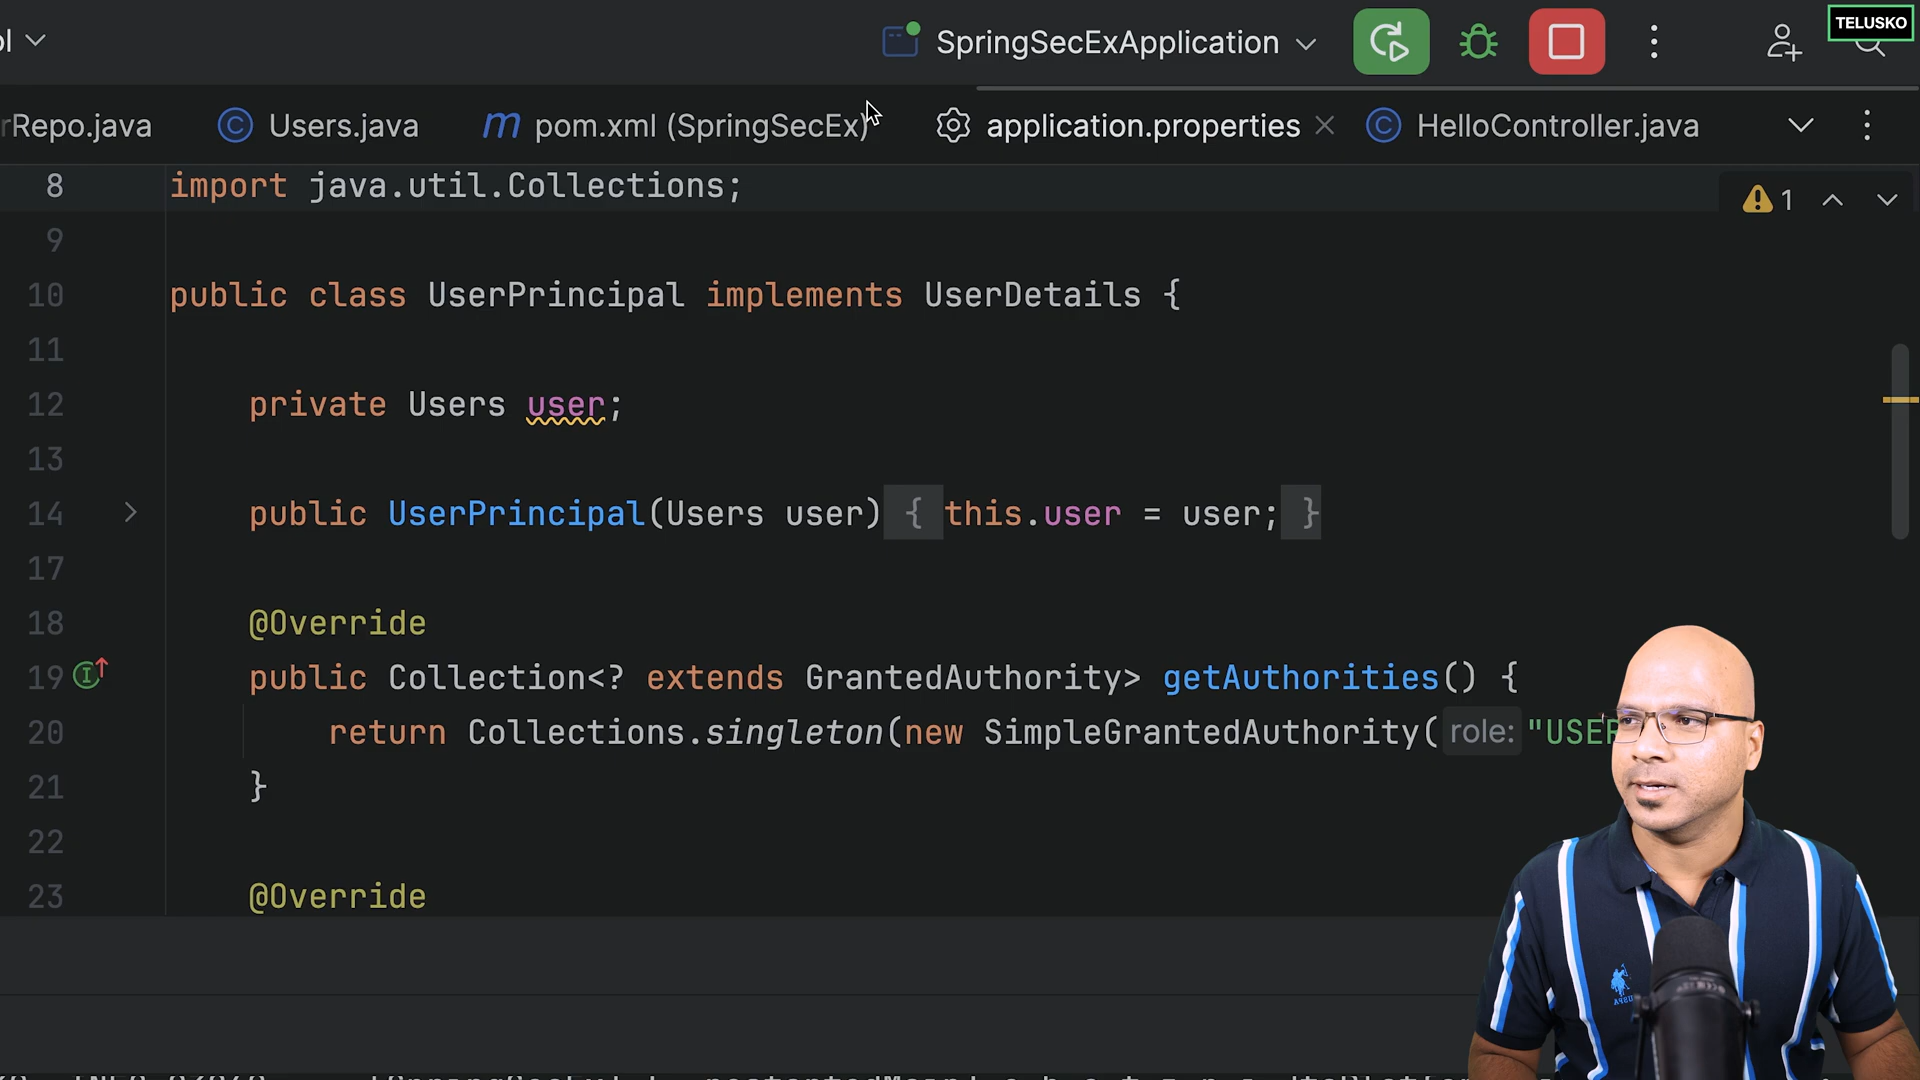 SpringSecExApplication
TELUSKO
rRepo.java Users.java pom.xml (SpringSecEx) application.properties HelloController.java
8 import java.util.Collections; 1
9
10 public class UserPrincipal implements UserDetails {
11
12 private Users user;
13
14 public UserPrincipal(Users user) { this.user = user; }
17
18 @Override
19 public Collection<? extends GrantedAuthority> getAuthorities() {
20 return Collections.singleton(new SimpleGrantedAuthority( role: "USER
21 }
22
23 @Override